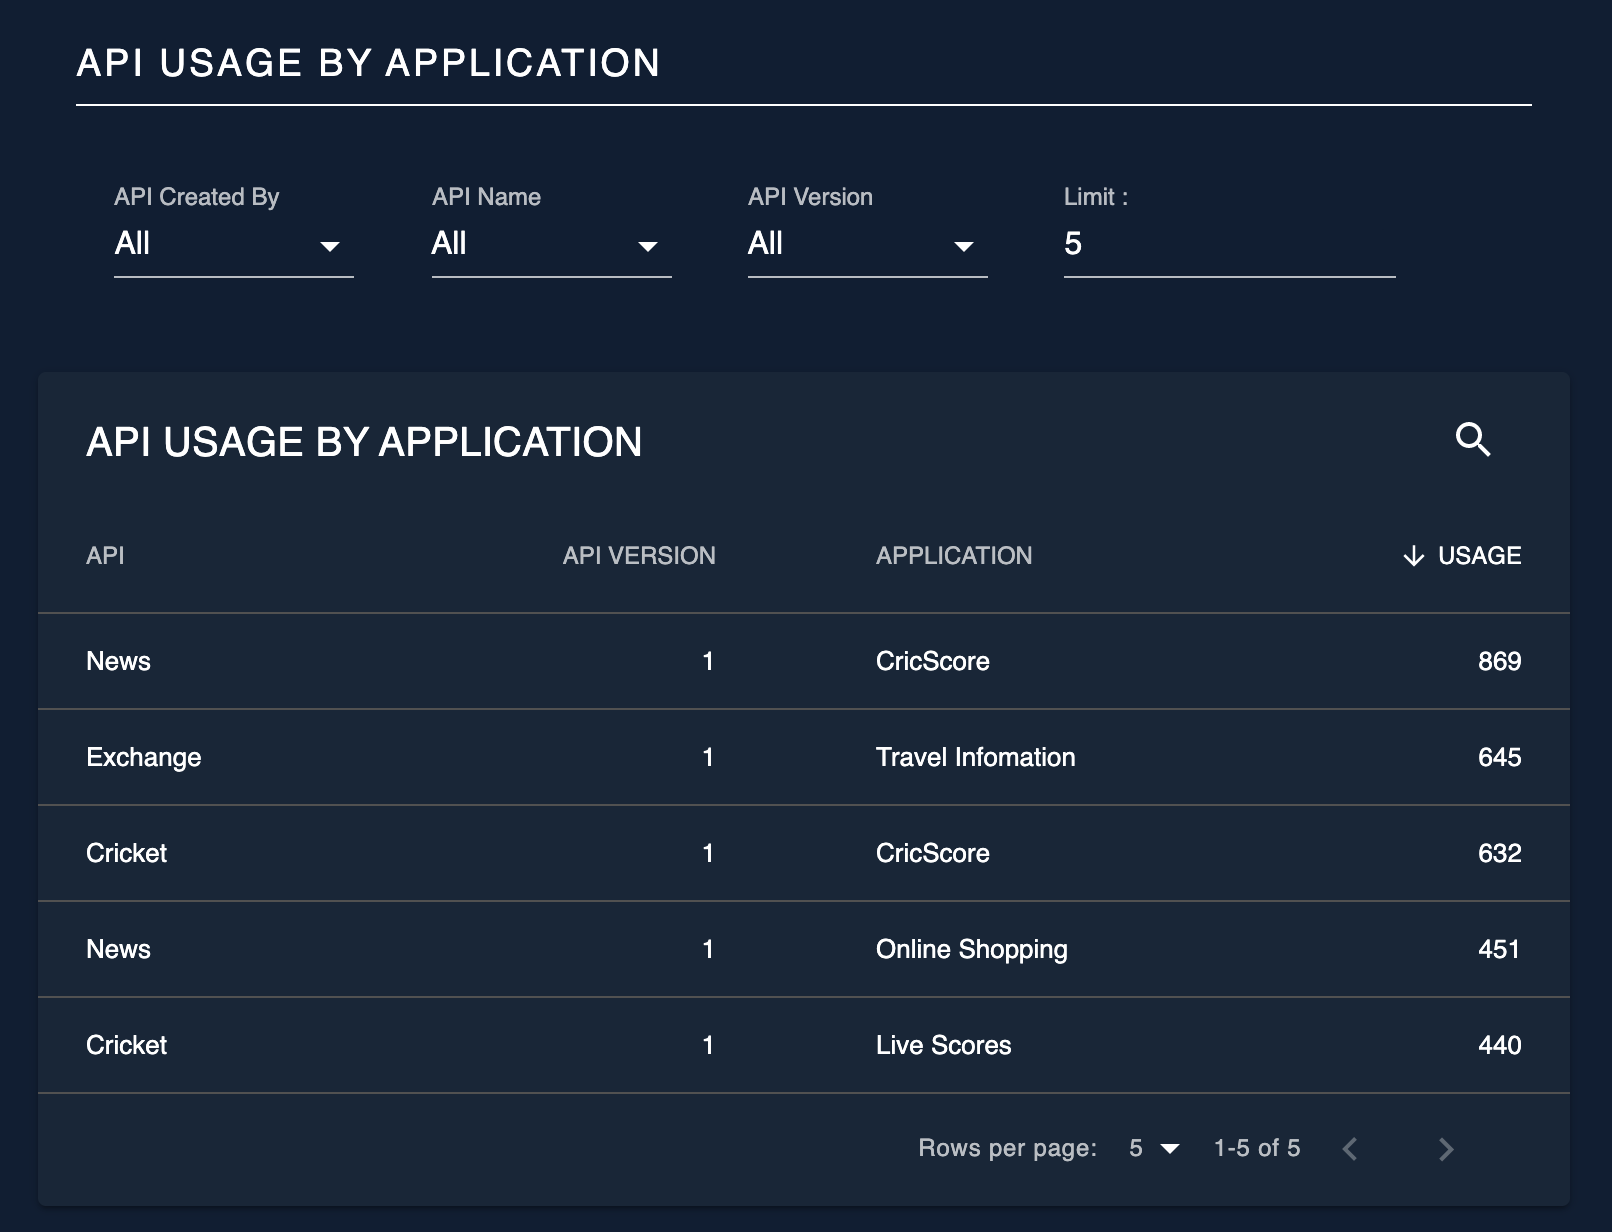 API USAGE BY APPLICATION
API Created By API Name API Version Limit :
All All All 5
API USAGE BY APPLICATION
API API VERSION APPLICATION USAGE
News 1 CricScore 869
Exchange 1 Travel Infomation 645
Cricket 1 CricScore 632
News 1 Online Shopping 451
Cricket 1 Live Scores 440
Rows per page: 5 1-5 of 5